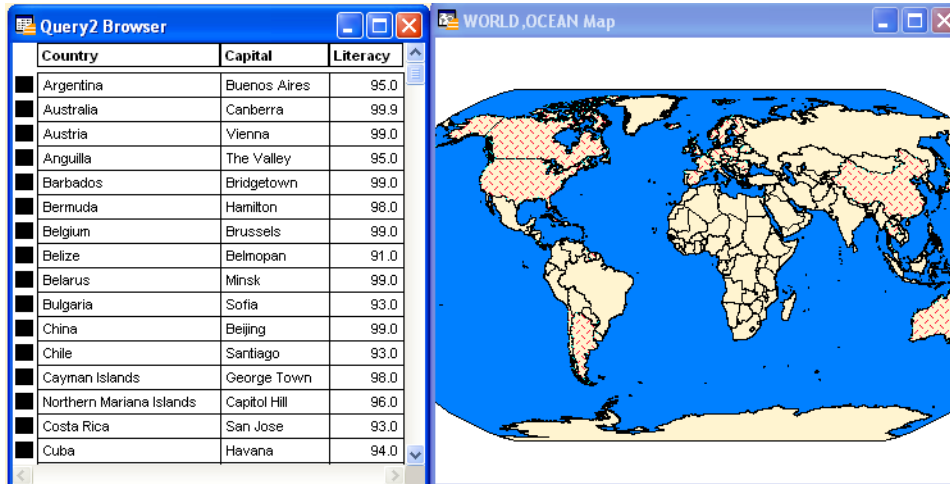 Query2 Browser
Country Capital Literacy
Argentina Buenos Aires 95.0
Australia Canberra 99.9
Austria Vienna 99.0
Anguilla The Valley 95.0
Barbados Bridgetown 99.0
Bermuda Hamilton 98.0
Belgium Brussels 99.0
Belize Belmopan 91.0
Belarus Minsk 99.0
Bulgaria Sofia 93.0
China Beijing 99.0
Chile Santiago 93.0
Cayman Islands George Town 98.0
Northern Mariana Islands Capitol Hill 96.0
Costa Rica San Jose 93.0
Cuba Havana 94.0
WORLD ,OCEAN Map